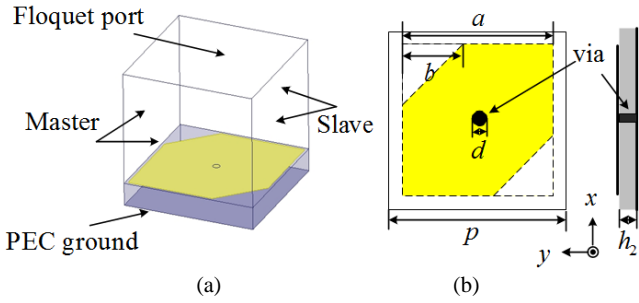 Floquet port
Master
Slave
PEC ground
(a)
a
b
via
d
p
x
y
h2
(b)